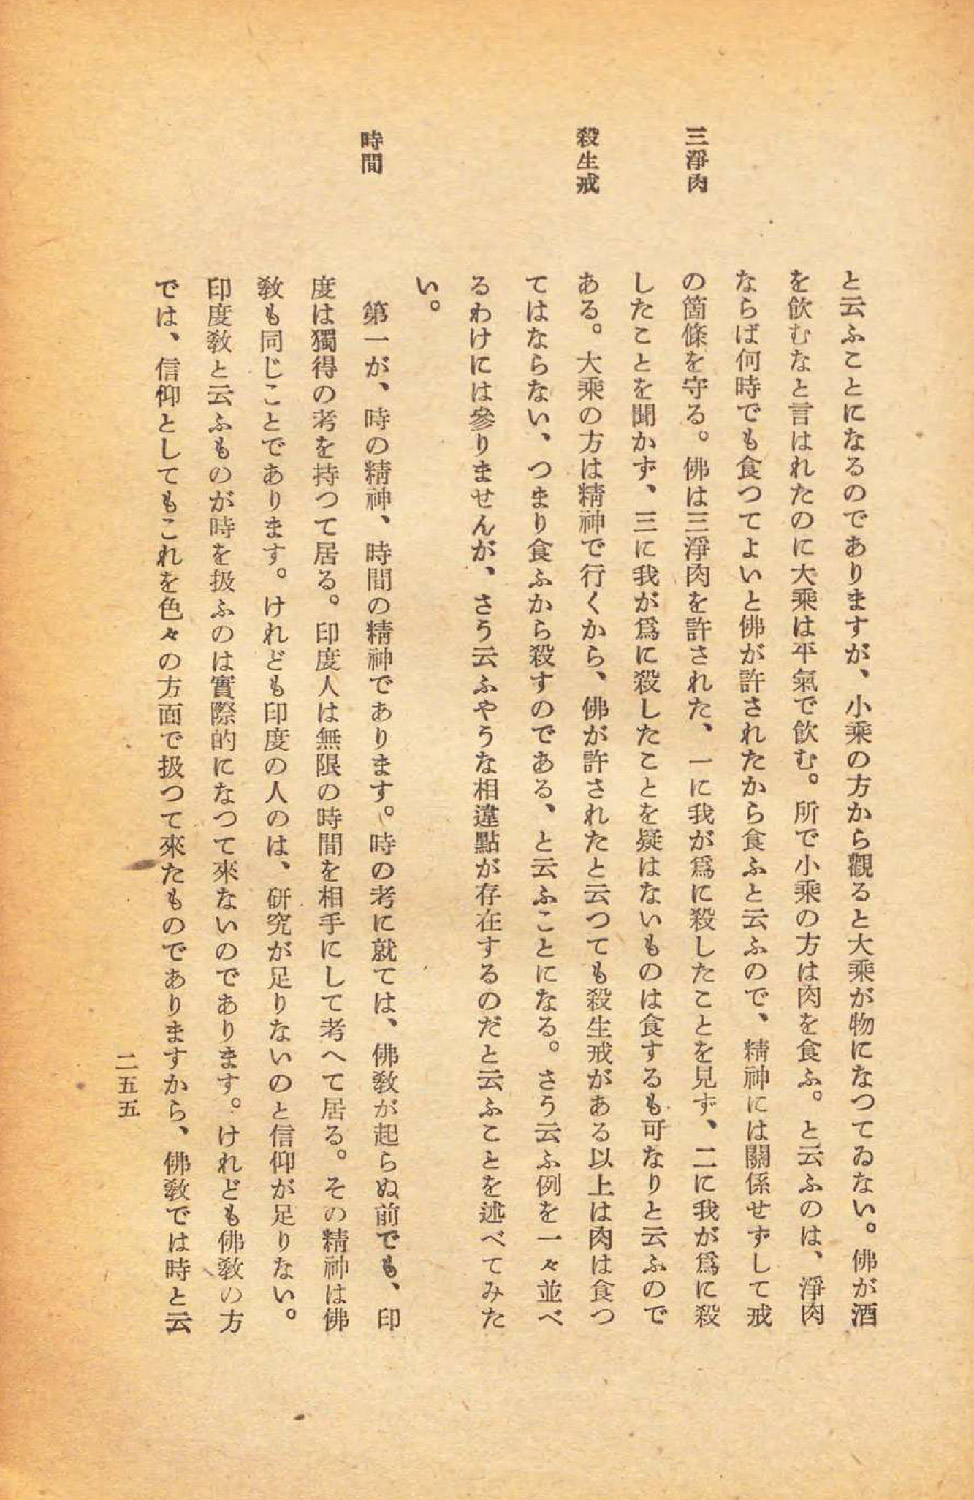 三淨肉
殺生戒
時間
と云ふことになるのでありますが、小乘の方から觀ると大乘が物になつてゐない。佛が酒
を飮むなと言はれたのに大乘は平氣で飮む。所で小乘の方は肉を食ふ。と云ふのは、淨肉
ならば何時でも食つてよいと佛が許されたから食ふと云ふので、精神には關係せずして戒
の箇條を守る。佛は三淨肉を許された、一に我が爲に殺したことを見ず、二に我が爲に殺
したことを聞かず、三に我が爲に殺したことを疑はないものは食するも可なりと云ふので
ある。大乘の方は精神で行くから、佛が許されたと云つても殺生戒がある以上は肉は食つ
てはならない、つまり食ふから殺すのである、と云ふことになる。さう云ふ例を一々並べ
るわけには參りませんが、さう云ふやうな相違點が存在するのだと云ふことを述べてみた
い。
第一が、時の精神、時間の精神であります。時の考に就ては、佛敎が起らぬ前でも、印
度は獨得の考を持つて居る。印度人は無限の時間を相手にして考へて居る。その精神は佛
敎も同じことであります。けれども印度の人のは、研究が足りないのと信仰が足りない。
印度敎と云ふものが時を扱ふのは實際的になつて來ないのであります。けれども佛敎の方
では、信仰としてもこれを色々の方面で扱つて來たものでありますから、佛敎では時と云
二五五